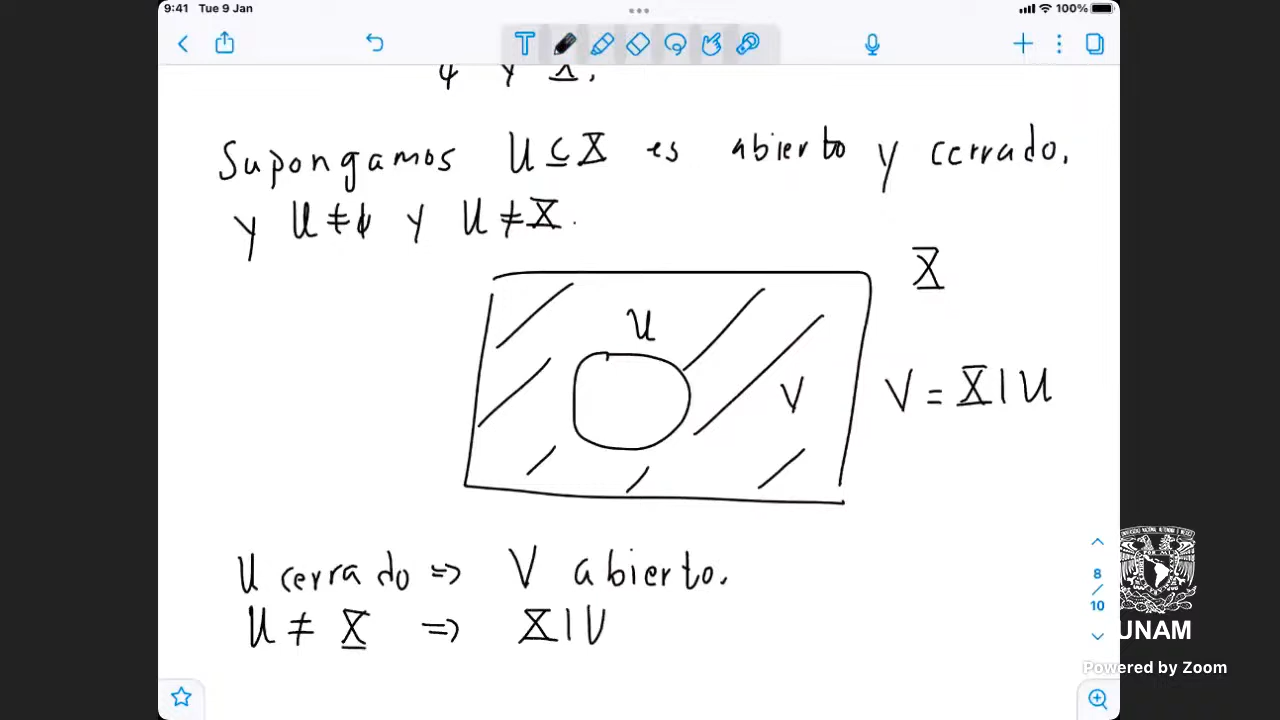 9:41 Tue 9 Jan 100%
ϕ y X.
Supongamos U ⊆ X es abierto y cerrado.
y U ≠ ϕ y U ≠ X.
X
U
V
V = X | U
U cerrado => V abierto.
U ≠ X => X | U
8
/
10
UNAM
Powered by Zoom